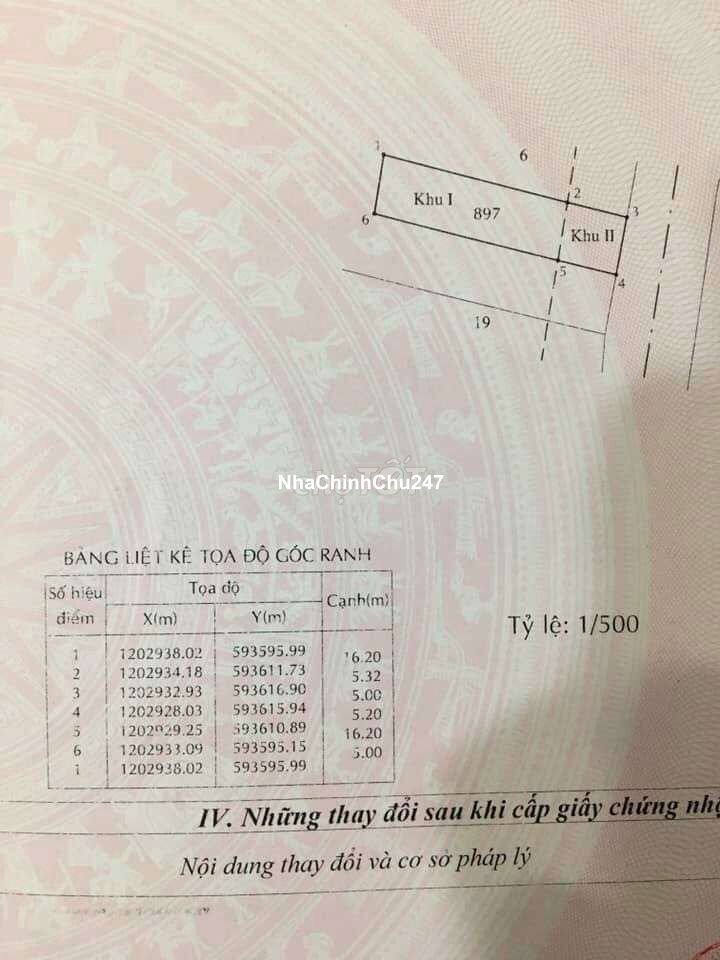 1
6
2
3
Khu I
897
6
Khu II
5
4
19
NhaChinhChu247
BẢNG LIỆT KÊ TỌA ĐỘ GÓC RANH
Số hiệu điểm Tọa độ Cạnh(m)
X(m) Y(m)
1 1202938.02 593595.99
16.20
2 1202934.18 593611.73
5.32
3 1202932.93 593616.90
5.00
4 1202928.03 593615.94
5.20
5 1202929.25 593610.89
16.20
6 1202933.09 593595.15
5.00
1 1202938.02 593595.99
Tỷ lệ: 1/500
IV. Những thay đổi sau khi cấp giấy chứng nhậ
Nội dung thay đổi và cơ sở pháp lý